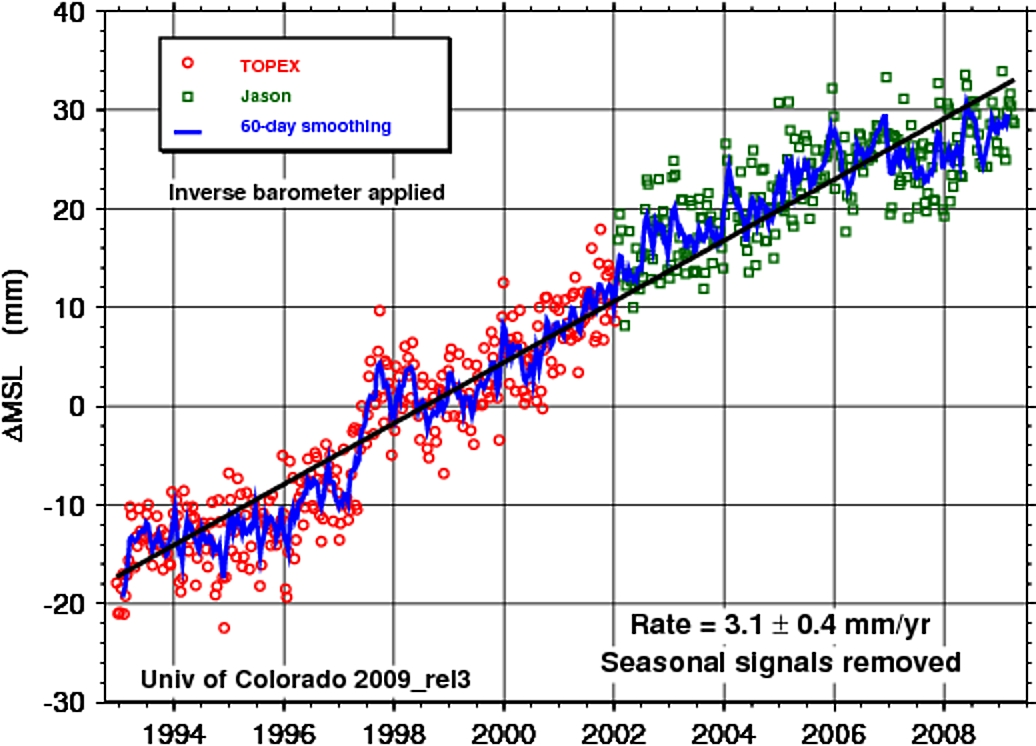 40
30
20
10
0
-10
-20
-30
ΔMSL (mm)
TOPEX
Jason
60-day smoothing
Inverse barometer applied
Rate = 3.1 ± 0.4 mm/yr
Seasonal signals removed
Univ of Colorado 2009_rel3
1994 1996 1998 2000 2002 2004 2006 2008